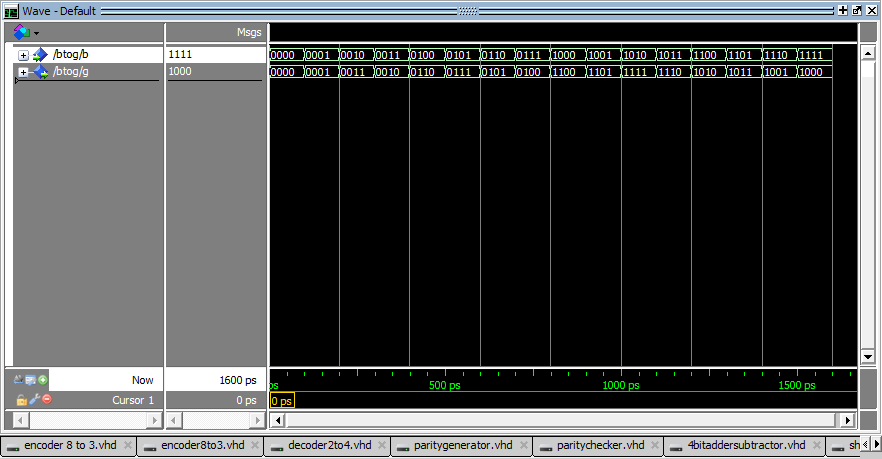 Wave - Default
Msgs
/btog/b 1111 0000 0001 0010 0011 0100 0101 0110 0111 1000 1001 1010 1011 1100 1101 1110 1111
/btog/g 1000 0000 0001 0011 0010 0110 0111 0101 0100 1100 1101 1111 1110 1010 1011 1001 1000
Now 1600 ps ps 500 ps 1000 ps 1500 ps
Cursor 1 0 ps 0 ps
encoder 8 to 3.vhd encoder8to3.vhd decoder2to4.vhd paritygenerator.vhd paritychecker.vhd 4bitaddersubtractor.vhd sh